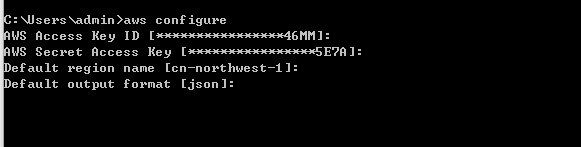 C:\Users\admin>aws configure
AWS Access Key ID [****************46MM]:
AWS Secret Access Key [****************5E7A]:
Default region name [cn-northwest-1]:
Default output format [json]: